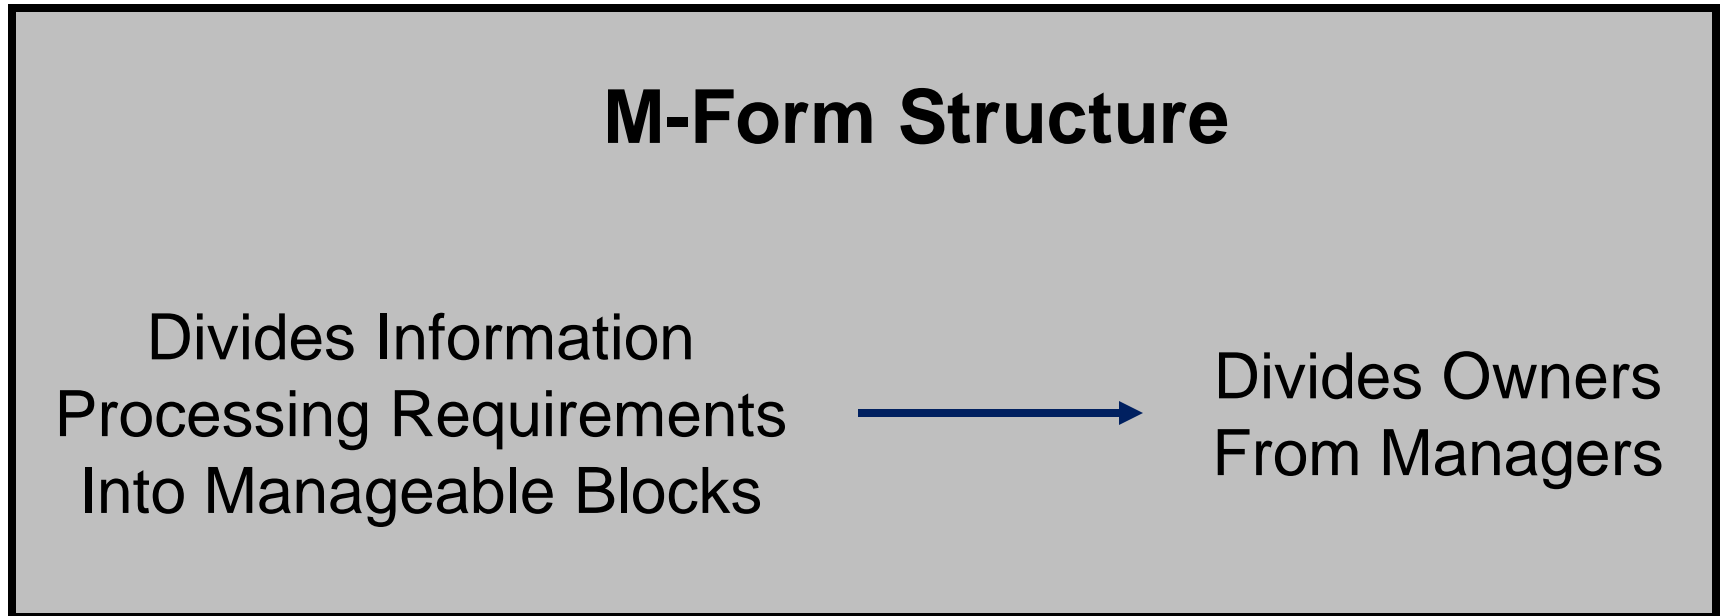 M-Form Structure
Divides Information
Processing Requirements
Into Manageable Blocks
Divides Owners
From Managers